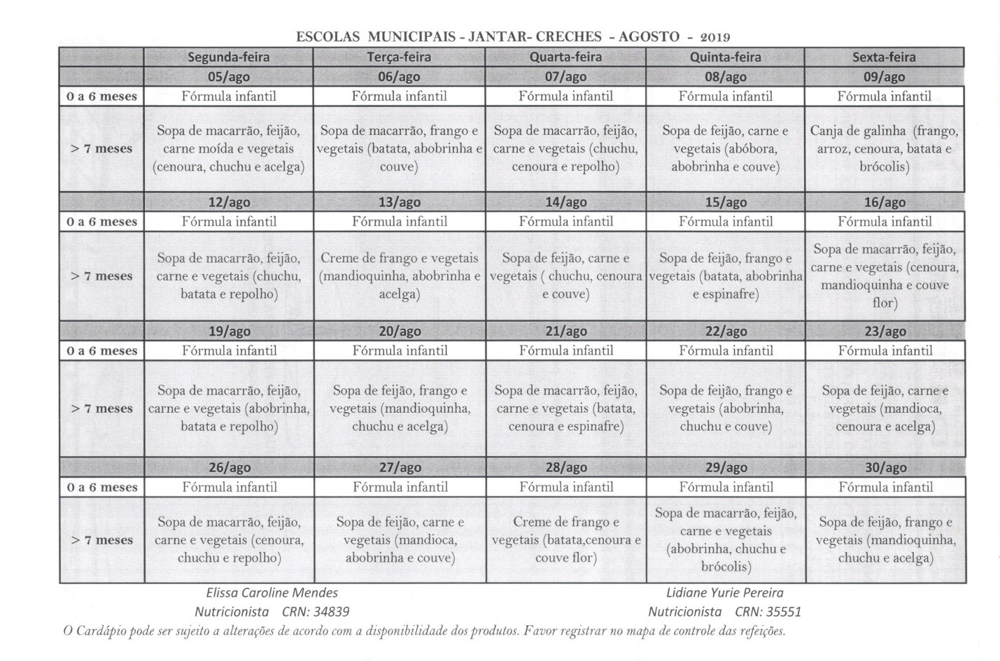 ESCOLAS MUNICIPAIS - JANTAR- CRECHES - AGOSTO - 2019
Segunda-feira Terça-feira Quarta-feira Quinta-feira Sexta-feira
05/ago 06/ago 07/ago 08/ago 09/ago
0 a 6 meses Fórmula infantil Fórmula infantil Fórmula infantil Fórmula infantil Fórmula infantil
> 7 meses
Sopa de macarrão, feijão,
carne moída e vegetais
(cenoura, chuchu e acelga)
Sopa de macarrão, frango e
vegetais (batata, abobrinha e
couve)
Sopa de macarrão, feijão,
carne e vegetais (chuchu,
cenoura e repolho)
Sopa de feijão, carne e
vegetais (abóbora,
abobrinha e couve)
Canja de galinha (frango,
arroz, cenoura, batata e
brócolis)
12/ago 13/ago 14/ago 15/ago 16/ago
0 a 6 meses Fórmula infantil Fórmula infantil Fórmula infantil Fórmula infantil Fórmula infantil
> 7 meses
Sopa de macarrão, feijão,
carne e vegetais (chuchu,
batata e repolho)
Creme de frango e vegetais
(mandioquinha, abobrinha e
acelga)
Sopa de feijão, carne e
vegetais ( chuchu, cenoura
e couve)
Sopa de feijão, frango e
vegetais (batata, abobrinha
e espinafre)
Sopa de macarrão, feijão,
carne e vegetais (cenoura,
mandioquinha e couve
flor)
19/ago 20/ago 21/ago 22/ago 23/ago
0 a 6 meses Fórmula infantil Fórmula infantil Fórmula infantil Fórmula infantil Fórmula infantil
> 7 meses
Sopa de macarrão, feijão,
carne e vegetais (abobrinha,
batata e repolho)
Sopa de feijão, frango e
vegetais (mandioquinha,
chuchu e acelga)
Sopa de macarrão, feijão,
carne e vegetais (batata,
cenoura e espinafre)
Sopa de feijão, frango e
vegetais (abobrinha,
chuchu e couve)
Sopa de feijão, carne e
vegetais (mandioca,
cenoura e acelga)
26/ago 27/ago 28/ago 29/ago 30/ago
0 a 6 meses Fórmula infantil Fórmula infantil Fórmula infantil Fórmula infantil Fórmula infantil
> 7 meses
Sopa de macarrão, feijão,
carne e vegetais (cenoura,
chuchu e repolho)
Sopa de feijão, carne e
vegetais (mandioca,
abobrinha e couve)
Creme de frango e
vegetais (batata,cenoura e
couve flor)
Sopa de macarrão, feijão,
carne e vegetais
(abobrinha, chuchu e
brócolis)
Sopa de feijão, frango e
vegetais (mandioquinha,
chuchu e acelga)
Elissa Caroline Mendes Lidiane Yurie Pereira
Nutricionista CRN: 34839 Nutricionista CRN: 35551
O Cardápio pode ser sujeito a alterações de acordo com a disponibilidade dos produtos. Favor registrar no mapa de controle das refeições.